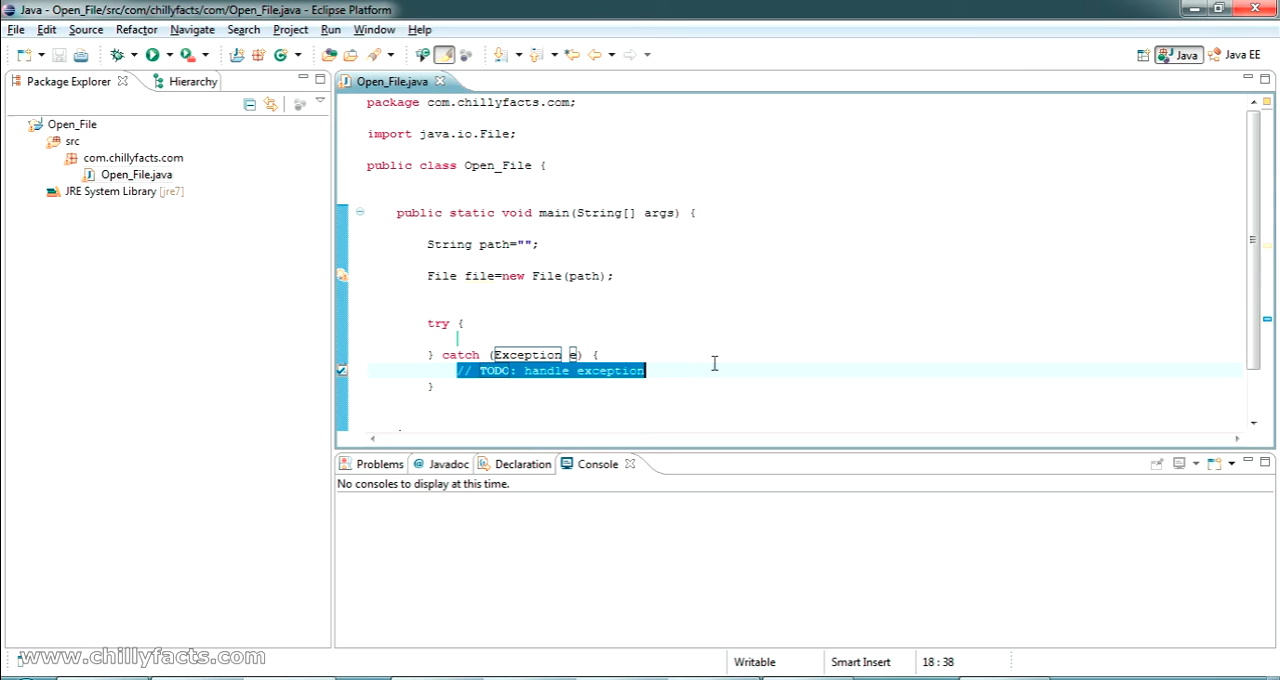 Java - Open_File/src/com/chillyfacts/com/Open_File.java - Eclipse Platform
File Edit Source Refactor Navigate Search Project Run Window Help
Java Java EE
Package Explorer Hierarchy
Open_File.java
Open_File
src
com.chillyfacts.com
Open_File.java
JRE System Library [jre7]
package com.chillyfacts.com;
import java.io.File;
public class Open_File {
public static void main(String[] args) {
String path="";
File file=new File(path);
try {
} catch (Exception e) {
// TODO: handle exception
}
Problems @ Javadoc Declaration Console
No consoles to display at this time.
www.chillyfacts.com
Writable Smart Insert 18 : 38